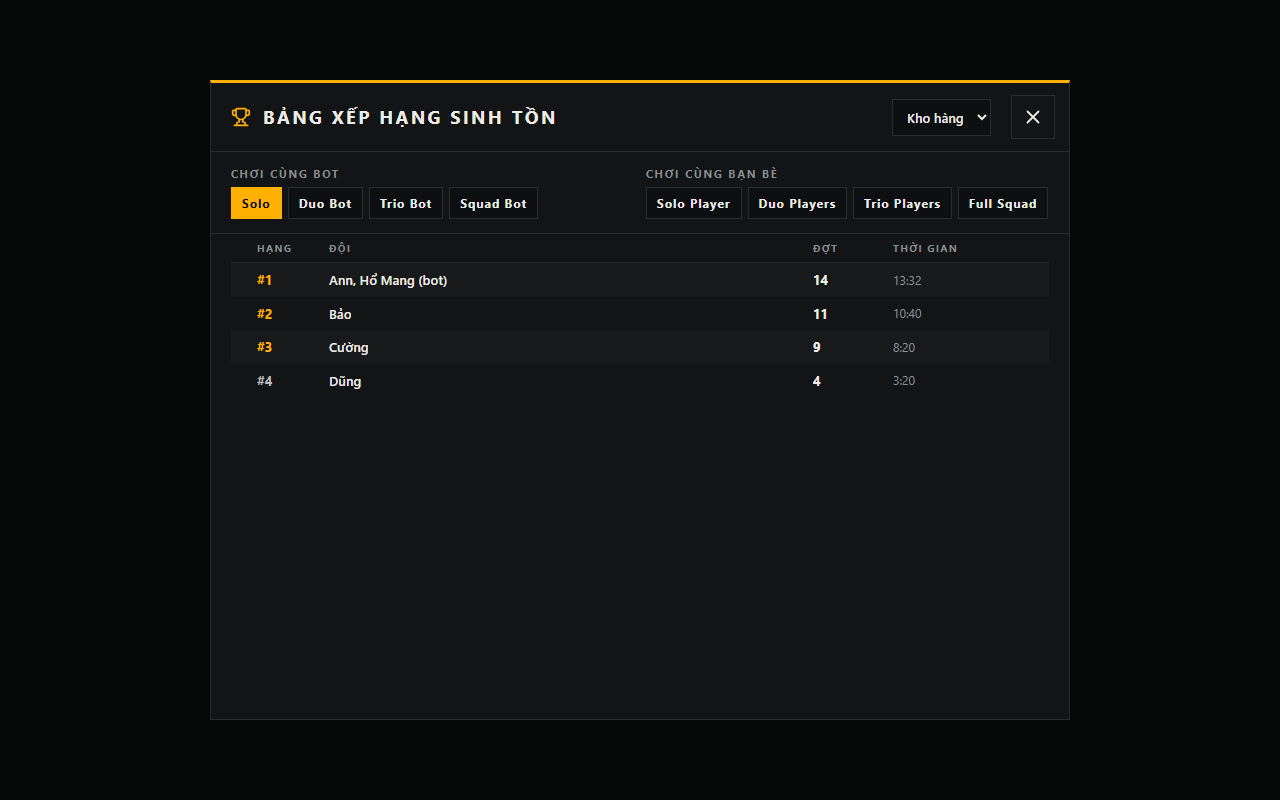 BẢNG XẾP HẠNG SINH TỒN
Kho hàng
CHƠI CÙNG BOT
Solo Duo Bot Trio Bot Squad Bot
CHƠI CÙNG BẠN BÈ
Solo Player Duo Players Trio Players Full Squad
HẠNG ĐỘI ĐỢT THỜI GIAN
#1 Ann, Hổ Mang (bot) 14 13:32
#2 Bảo 11 10:40
#3 Cường 9 8:20
#4 Dũng 4 3:20